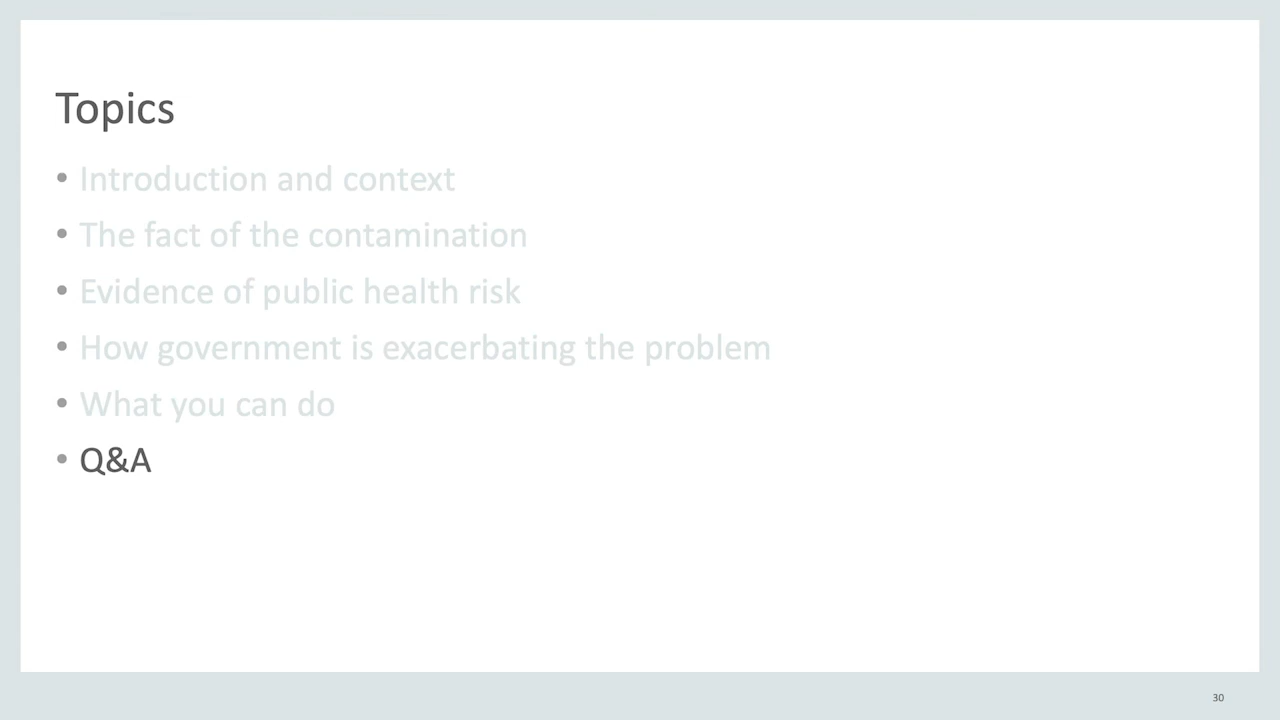 Topics
• Introduction and context
• The fact of the contamination
• Evidence of public health risk
• How government is exacerbating the problem
• What you can do
• Q&A
30